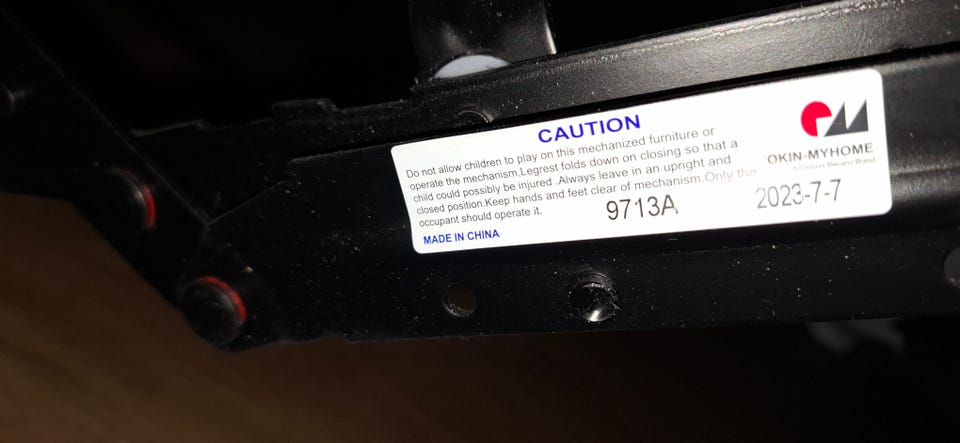 CAUTION
Do not allow children to play on this mechanized furniture or
operate the mechanism,Legrest folds down on closing so that a
child could possibly be injured .Always leave in an upright and
closed position.Keep hands and feet clear of mechanism.Only the
occupant should operate it.
9713A
MADE IN CHINA
OKIN-MYHOME
A Phoenix Mecano Brand
2023-7-7